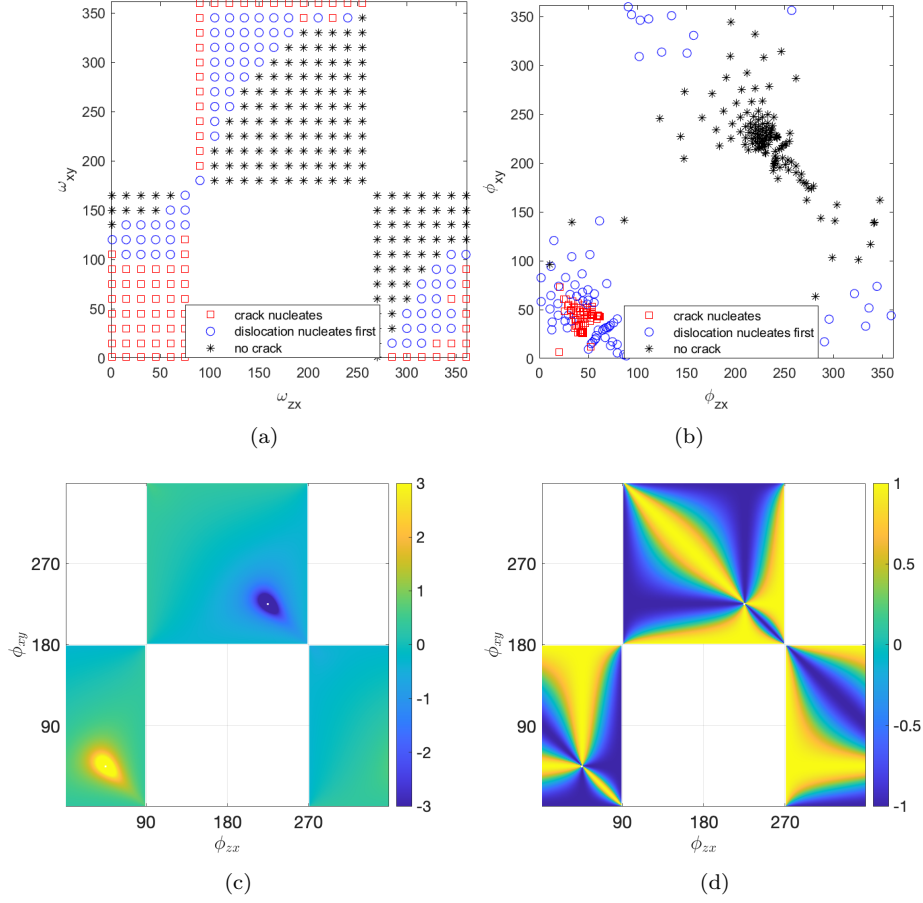 350
300
250
200
150
100
50
0
0 50 100 150 200 250 300 350
ω_xy
ω_zx
crack nucleates
dislocation nucleates first
no crack
(a)
350
300
250
200
150
100
50
0
0 50 100 150 200 250 300 350
ϕ_xy
ϕ_zx
crack nucleates
dislocation nucleates first
no crack
(b)
270
180
90
90 180 270
ϕ_xy
ϕ_zx
3
2
1
0
-1
-2
-3
(c)
270
180
90
90 180 270
ϕ_xy
ϕ_zx
1
0.5
0
-0.5
-1
(d)